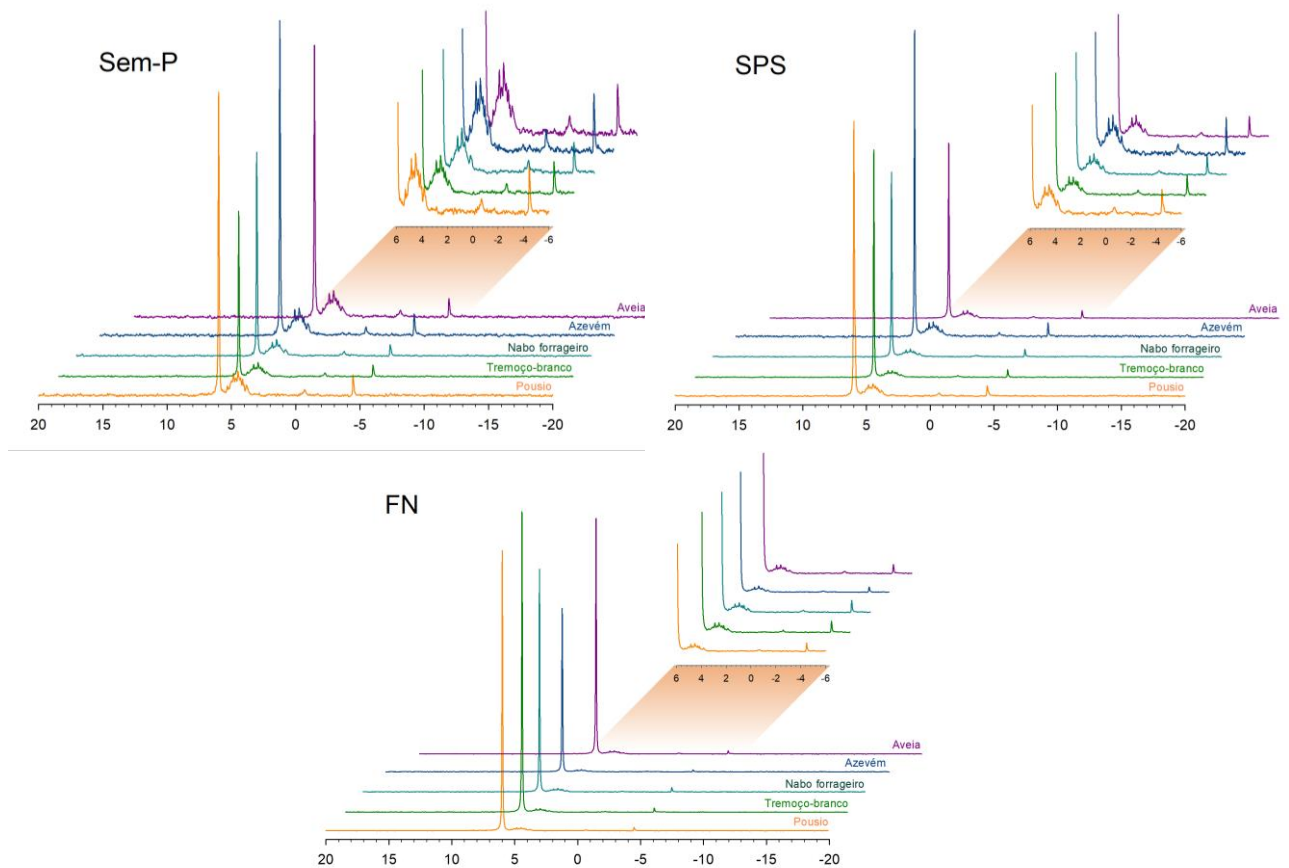 Sem-P
6 4 2 0 -2 -4 -6
Aveia
Azevém
Nabo forrageiro
Tremoço-branco
Pousio
20 15 10 5 0 -5 -10 -15 -20
SPS
6 4 2 0 -2 -4 -6
Aveia
Azevém
Nabo forrageiro
Tremoço-branco
Pousio
20 15 10 5 0 -5 -10 -15 -20
FN
6 4 2 0 -2 -4 -6
Aveia
Azevém
Nabo forrageiro
Tremoço-branco
Pousio
20 15 10 5 0 -5 -10 -15 -20